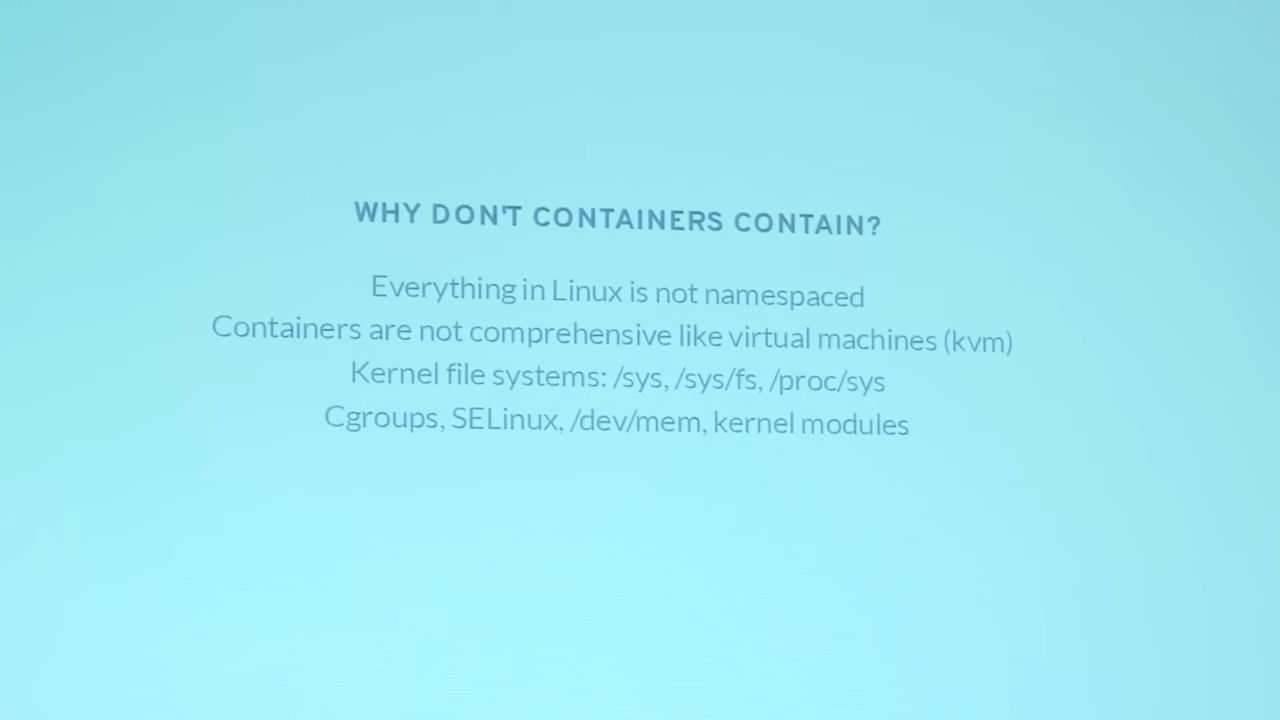 WHY DON'T CONTAINERS CONTAIN?
Everything in Linux is not namespaced
Containers are not comprehensive like virtual machines (kvm)
Kernel file systems: /sys, /sys/fs, /proc/sys
Cgroups, SELinux, /dev/mem, kernel modules